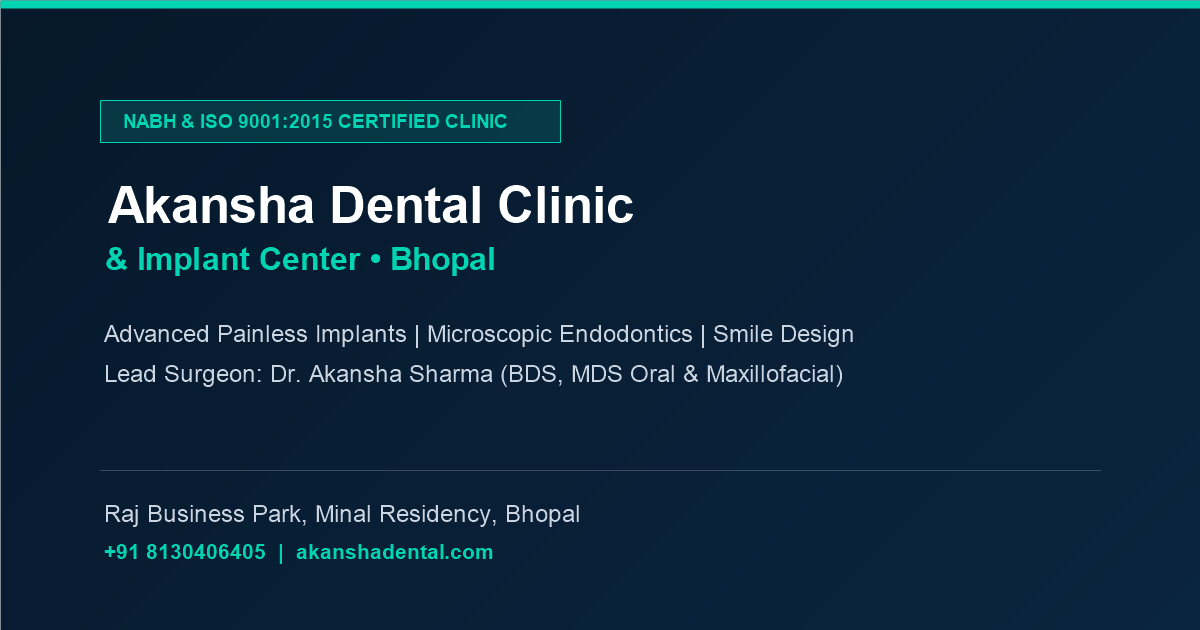 NABH & ISO 9001:2015 CERTIFIED CLINIC
Akansha Dental Clinic
& Implant Center • Bhopal
Advanced Painless Implants | Microscopic Endodontics | Smile Design
Lead Surgeon: Dr. Akansha Sharma (BDS, MDS Oral & Maxillofacial)
Raj Business Park, Minal Residency, Bhopal
+91 8130406405 | akanshadental.com